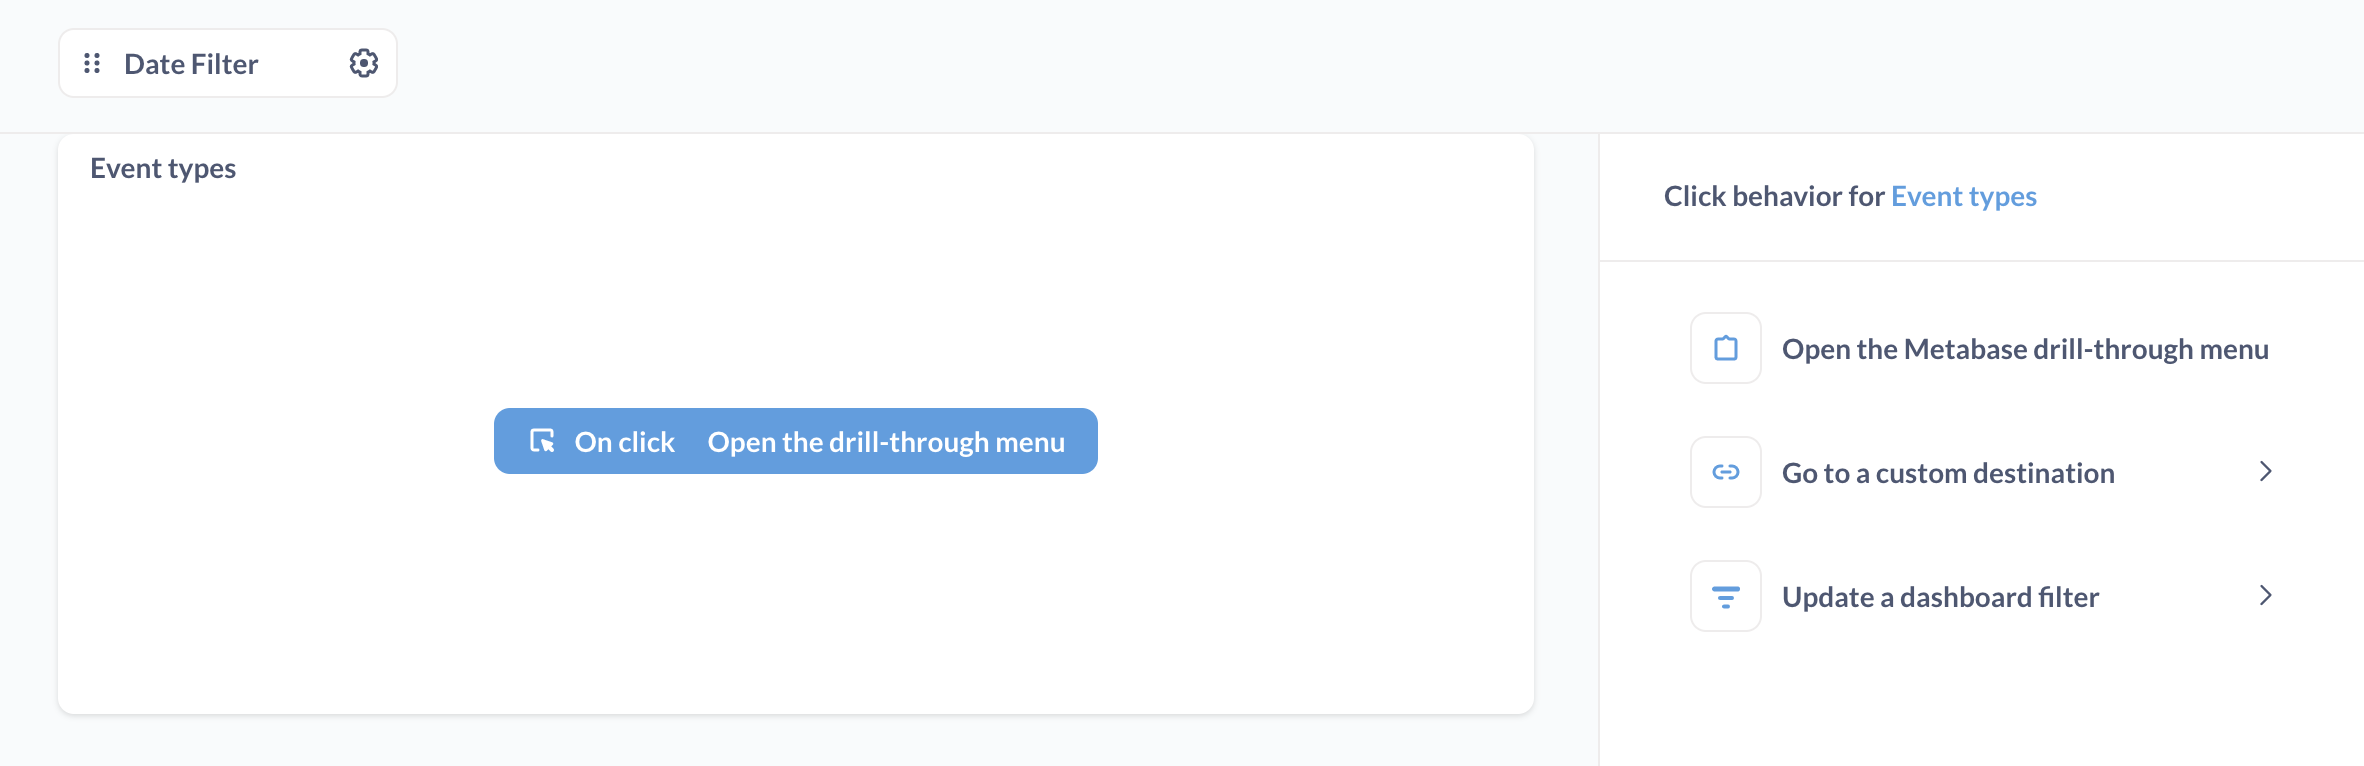 Date Filter
Event types
On click Open the drill-through menu
Click behavior for Event types
Open the Metabase drill-through menu
Go to a custom destination
Update a dashboard filter